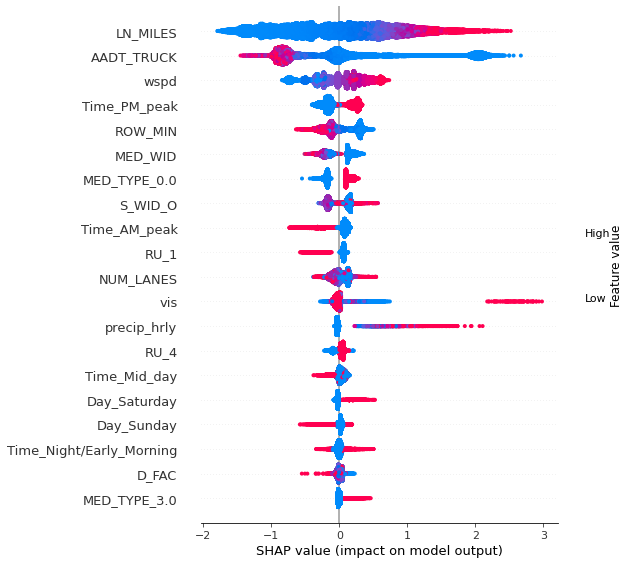 LN_MILES
AADT_TRUCK
wspd
Time_PM_peak
ROW_MIN
MED_WID
MED_TYPE_0.0
S_WID_O
Time_AM_peak
RU_1
NUM_LANES
vis
precip_hrly
RU_4
Time_Mid_day
Day_Saturday
Day_Sunday
Time_Night/Early_Morning
D_FAC
MED_TYPE_3.0
−2 −1 0 1 2 3
SHAP value (impact on model output)
High
Low
Feature value